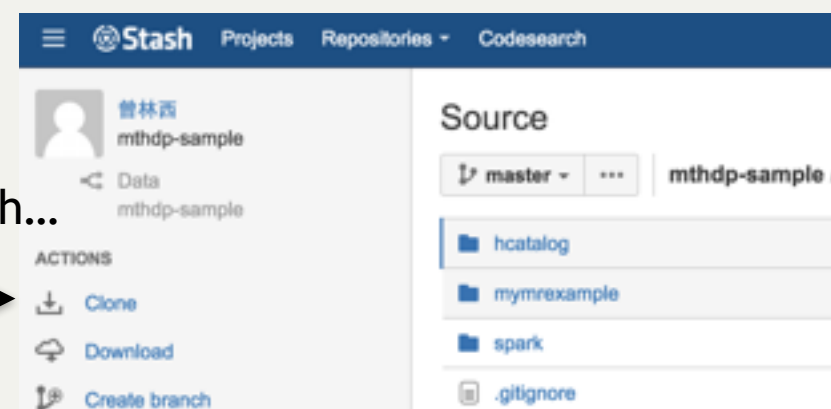 Stash Projects Repositories Codesearch
曾林西
mthdp-sample
Data
mthdp-sample
h...
ACTIONS
Clone
Download
Create branch
Source
master ...
mthdp-sample
hcatalog
mymrexample
spark
.gitignore